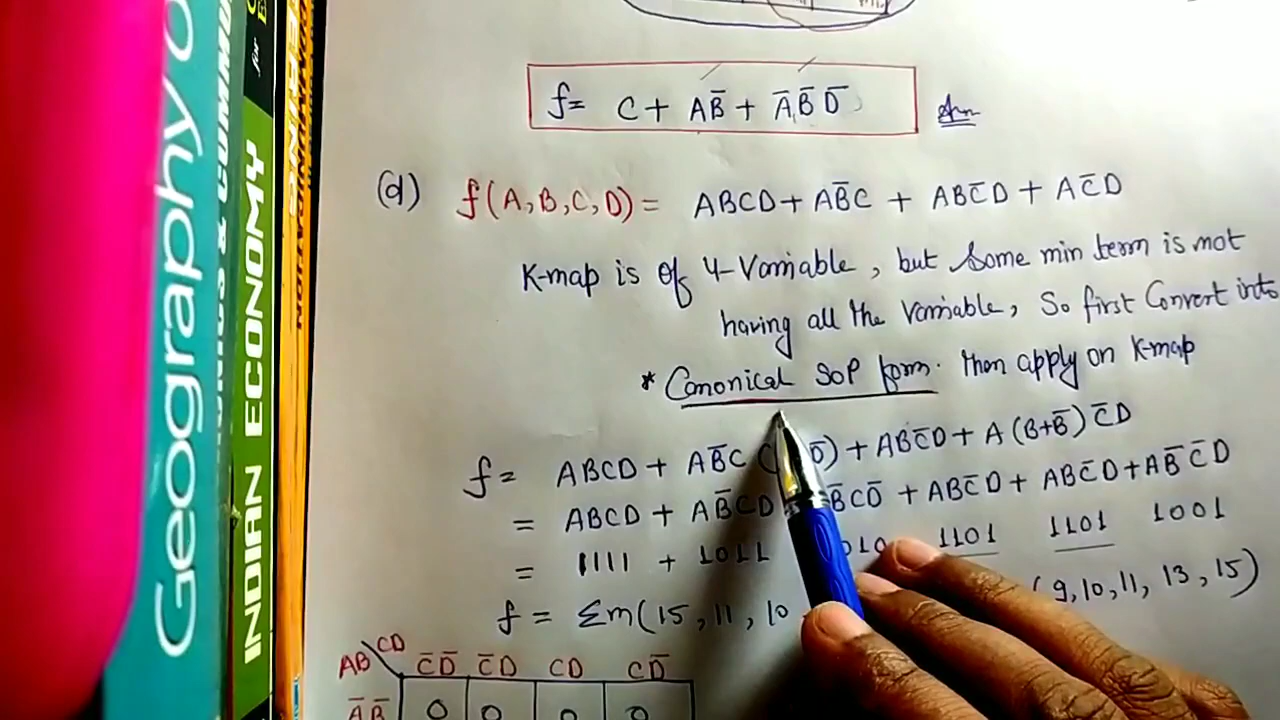 Geography o
INDIAN ECONOMY
for
f = C + AB̅ + A̅B̅D̅ Ans
(d) f(A,B,C,D) = ABCD + AB̅C + ABC̅D + AC̅D
K-map is of 4-Variable, but Some min term is not
having all the variable, So first Convert into
* Canonical SOP form. then apply on K-map
f = ABCD + AB̅C D̅) + ABC̅D + A(B+B̅)C̅D
= ABCD + AB̅CD B̅CD̅ + ABC̅D + ABC̅D + AB̅C̅D
= 1111 + 1011 010 1101 1101 1001
f = Σm(15, 11, 10 (9,10,11,13,15)
AB CD C̅D̅ C̅D CD CD̅
A̅B̅ 0 0 0 0